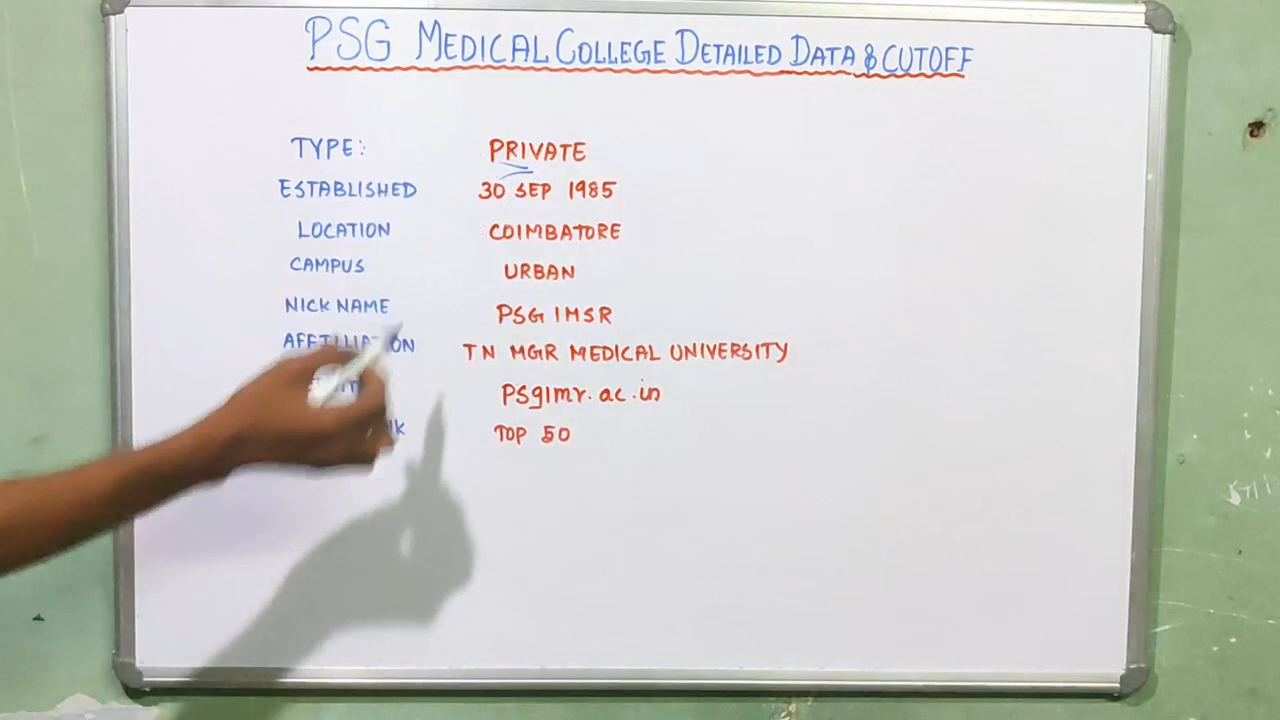 PSG MEDICAL COLLEGE DETAILED DATA & CUTOFF
TYPE: PRIVATE
ESTABLISHED 30 SEP 1985
LOCATION COIMBATORE
CAMPUS URBAN
NICK NAME PSG IMSR
AFFILLIATION TN MGR MEDICAL UNIVERSITY
psgimr.ac.in
TOP 50